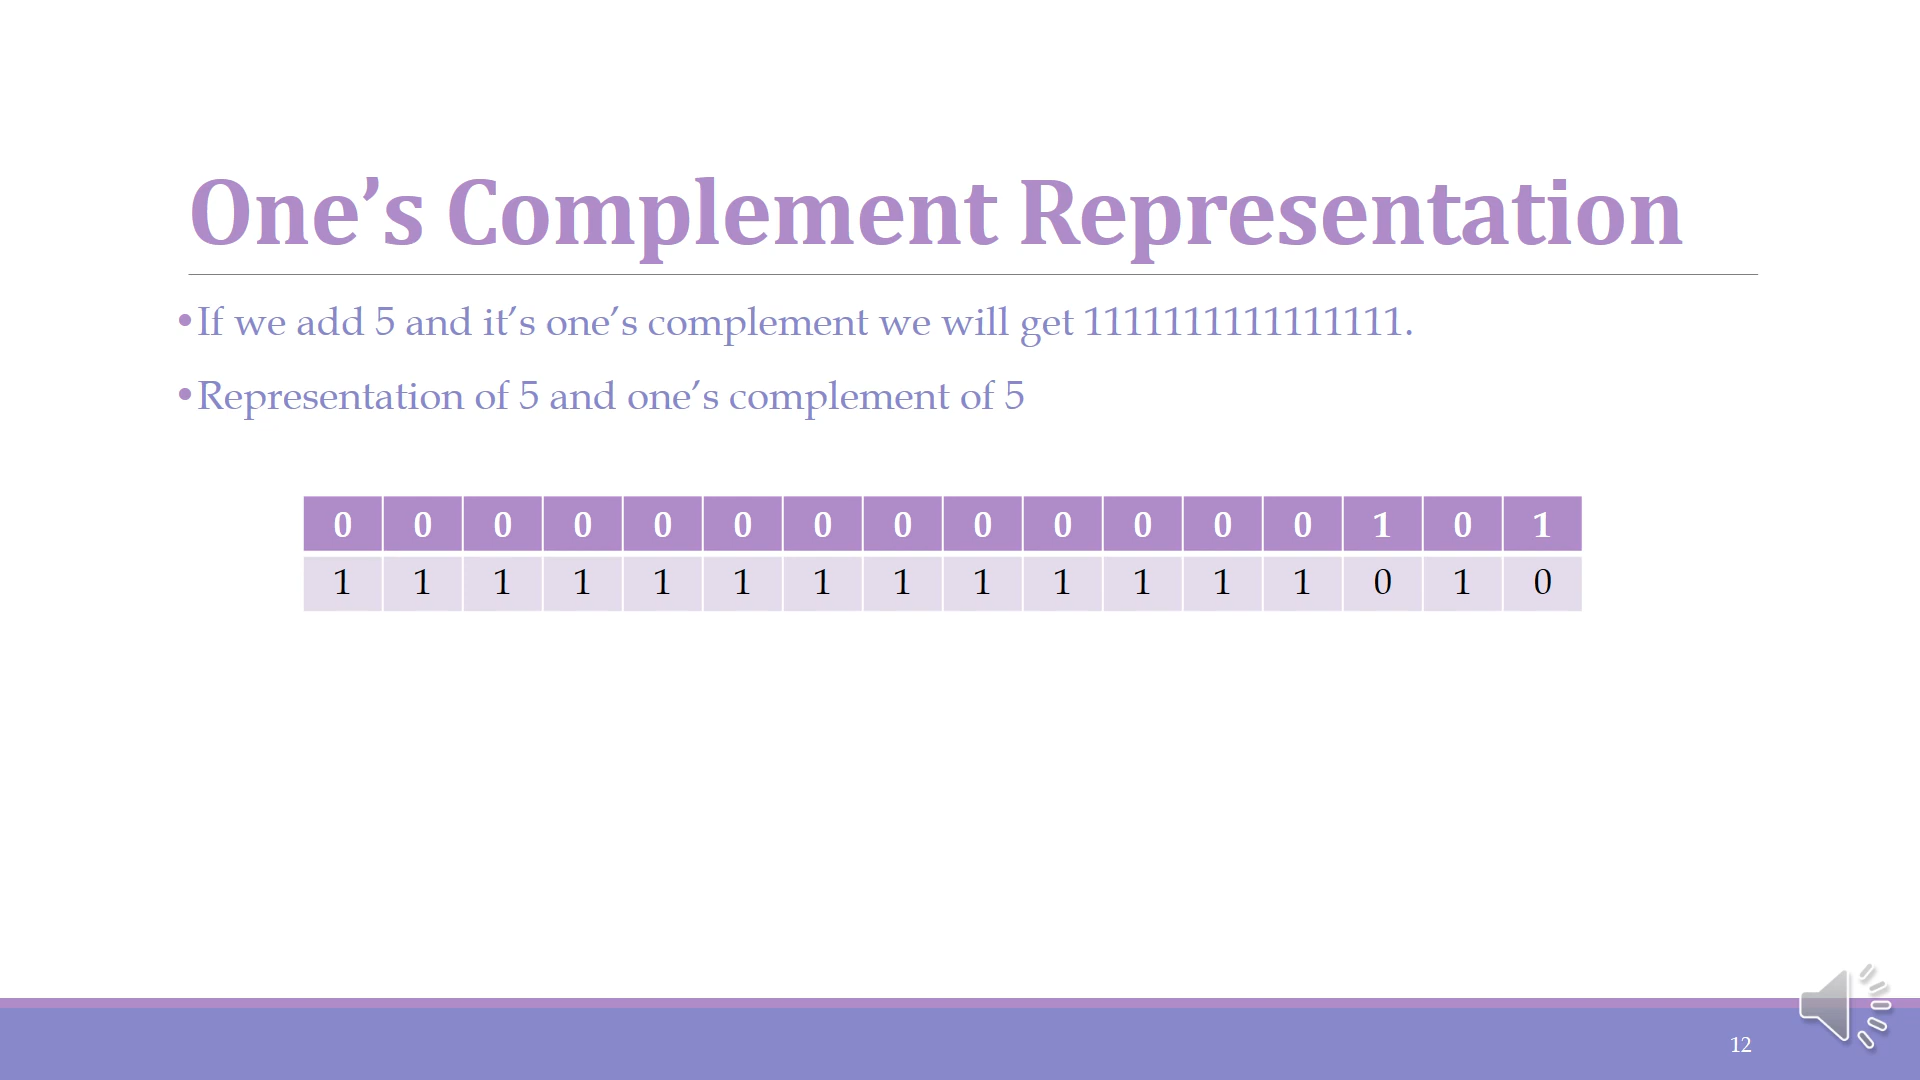 One’s Complement Representation
•If we add 5 and it’s one’s complement we will get 1111111111111111.
•Representation of 5 and one’s complement of 5
0 0 0 0 0 0 0 0 0 0 0 0 0 1 0 1
1 1 1 1 1 1 1 1 1 1 1 1 1 0 1 0
12